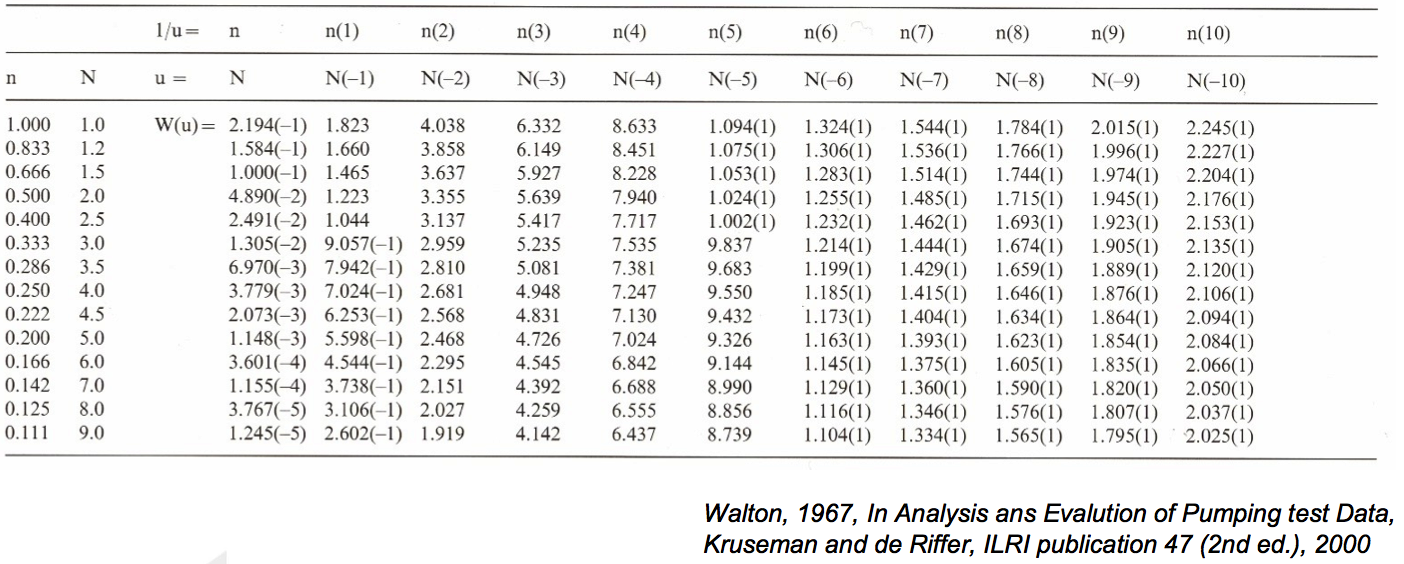 1/u = n n(1) n(2) n(3) n(4) n(5) n(6) n(7) n(8) n(9) n(10)
n N u = N N(–1) N(–2) N(–3) N(–4) N(–5) N(–6) N(–7) N(–8) N(–9) N(–10)
1.000 1.0 W(u) = 2.194(–1) 1.823 4.038 6.332 8.633 1.094(1) 1.324(1) 1.544(1) 1.784(1) 2.015(1) 2.245(1)
0.833 1.2 1.584(–1) 1.660 3.858 6.149 8.451 1.075(1) 1.306(1) 1.536(1) 1.766(1) 1.996(1) 2.227(1)
0.666 1.5 1.000(–1) 1.465 3.637 5.927 8.228 1.053(1) 1.283(1) 1.514(1) 1.744(1) 1.974(1) 2.204(1)
0.500 2.0 4.890(–2) 1.223 3.355 5.639 7.940 1.024(1) 1.255(1) 1.485(1) 1.715(1) 1.945(1) 2.176(1)
0.400 2.5 2.491(–2) 1.044 3.137 5.417 7.717 1.002(1) 1.232(1) 1.462(1) 1.693(1) 1.923(1) 2.153(1)
0.333 3.0 1.305(–2) 9.057(–1) 2.959 5.235 7.535 9.837 1.214(1) 1.444(1) 1.674(1) 1.905(1) 2.135(1)
0.286 3.5 6.970(–3) 7.942(–1) 2.810 5.081 7.381 9.683 1.199(1) 1.429(1) 1.659(1) 1.889(1) 2.120(1)
0.250 4.0 3.779(–3) 7.024(–1) 2.681 4.948 7.247 9.550 1.185(1) 1.415(1) 1.646(1) 1.876(1) 2.106(1)
0.222 4.5 2.073(–3) 6.253(–1) 2.568 4.831 7.130 9.432 1.173(1) 1.404(1) 1.634(1) 1.864(1) 2.094(1)
0.200 5.0 1.148(–3) 5.598(–1) 2.468 4.726 7.024 9.326 1.163(1) 1.393(1) 1.623(1) 1.854(1) 2.084(1)
0.166 6.0 3.601(–4) 4.544(–1) 2.295 4.545 6.842 9.144 1.145(1) 1.375(1) 1.605(1) 1.835(1) 2.066(1)
0.142 7.0 1.155(–4) 3.738(–1) 2.151 4.392 6.688 8.990 1.129(1) 1.360(1) 1.590(1) 1.820(1) 2.050(1)
0.125 8.0 3.767(–5) 3.106(–1) 2.027 4.259 6.555 8.856 1.116(1) 1.346(1) 1.576(1) 1.807(1) 2.037(1)
0.111 9.0 1.245(–5) 2.602(–1) 1.919 4.142 6.437 8.739 1.104(1) 1.334(1) 1.565(1) 1.795(1) 2.025(1)
Walton, 1967, In Analysis ans Evalution of Pumping test Data,
Kruseman and de Riffer, ILRI publication 47 (2nd ed.), 2000